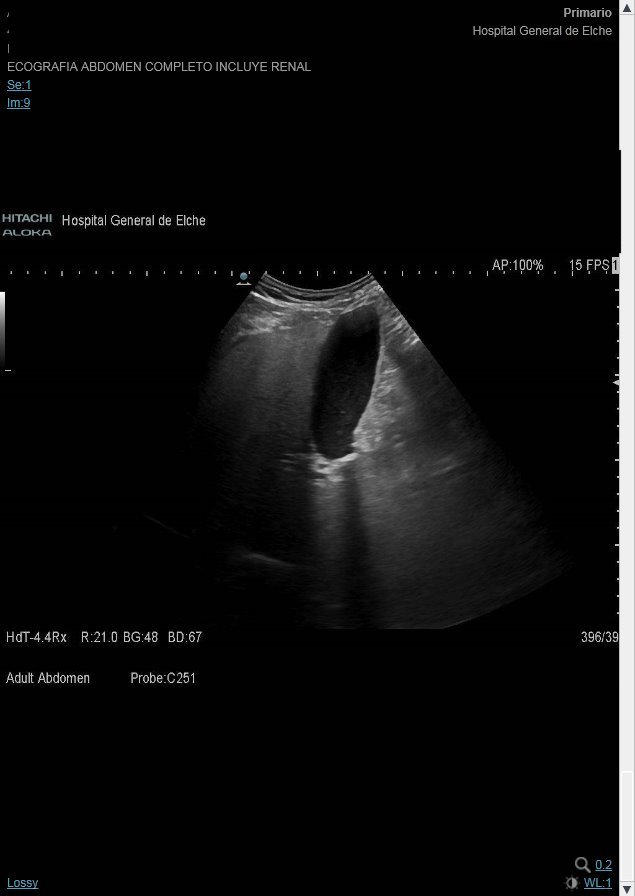 Primario
Hospital General de Elche
ECOGRAFIA ABDOMEN COMPLETO INCLUYE RENAL
Se:1
Im:9
HITACHI
ALOKA
Hospital General de Elche
AP:100% 15 FPS 1
HdT-4.4Rx R:21.0 BG:48 BD:67
396/39
Adult Abdomen Probe:C251
0.2
Lossy
WL:1